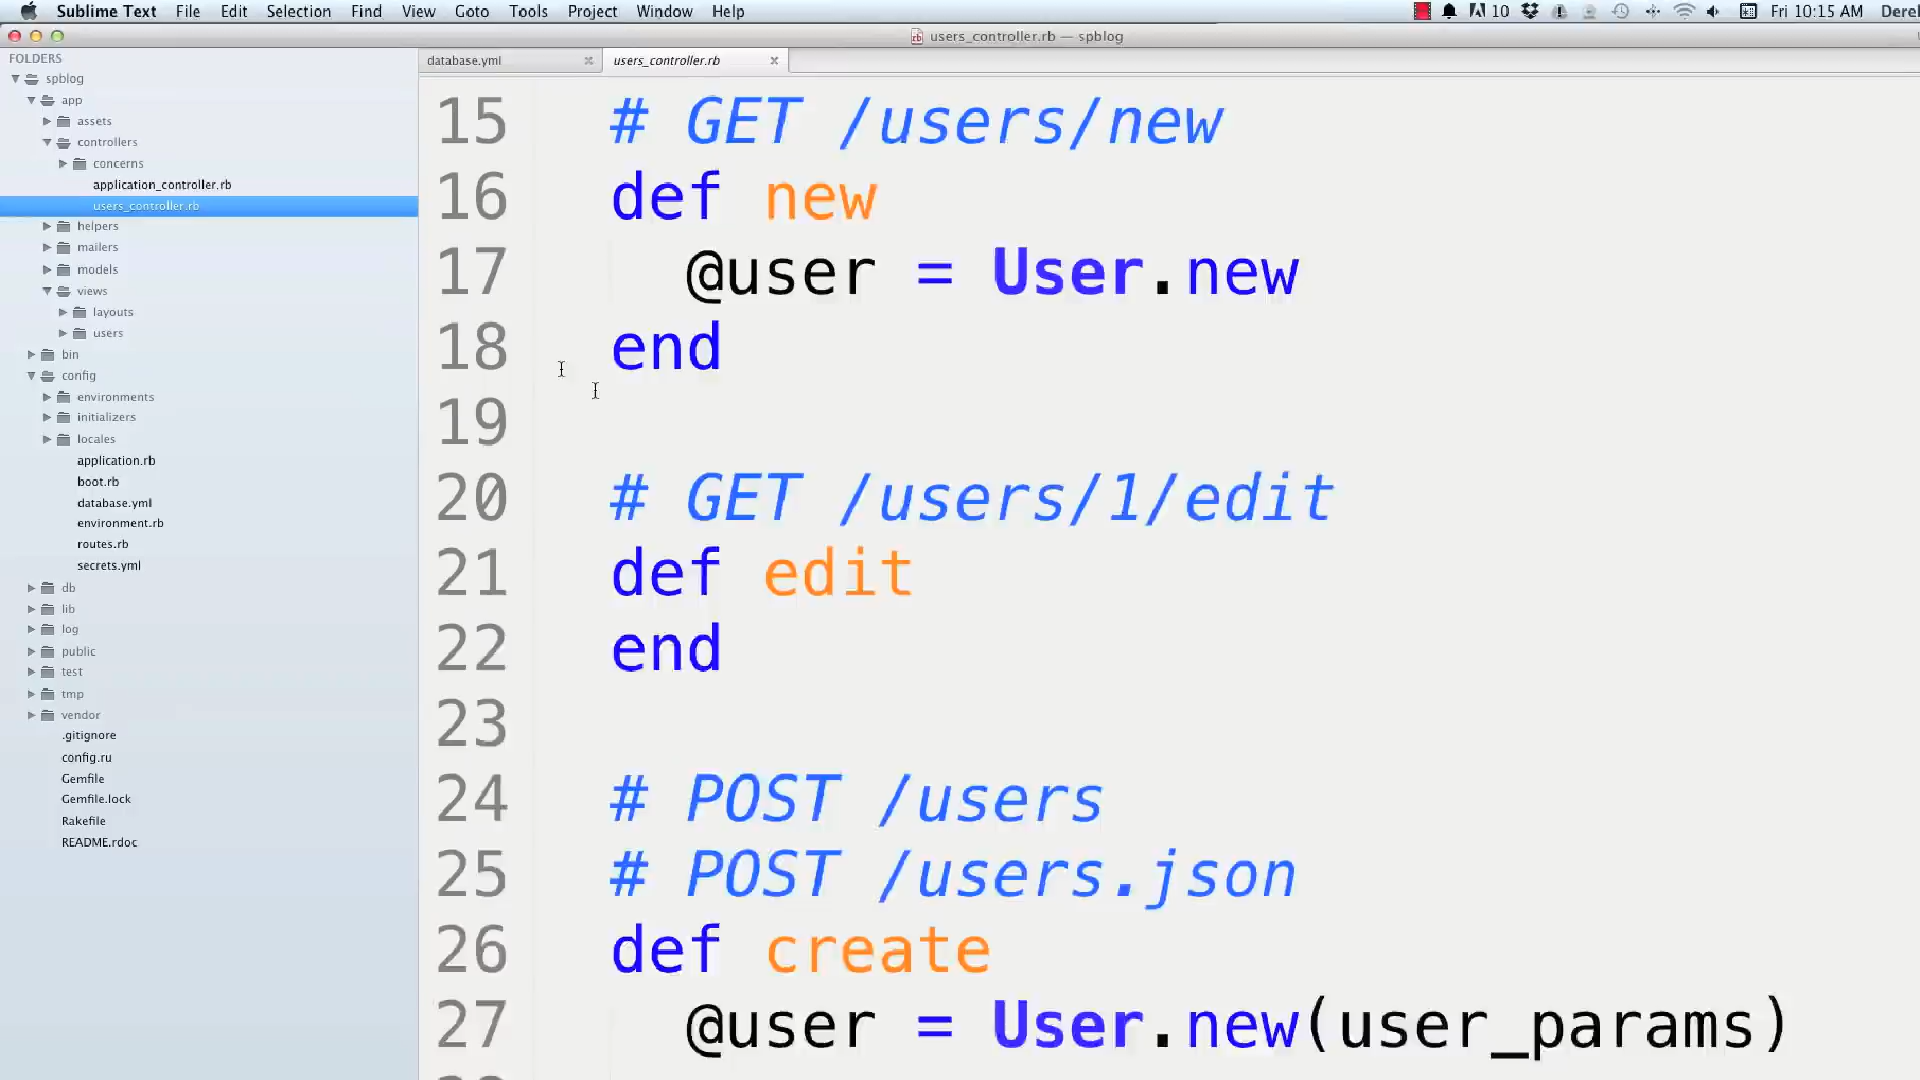 Sublime Text File Edit Selection Find View Goto Tools Project Window Help 10 Fri 10:15 AM Derek
users_controller.rb — spblog
FOLDERS
spblog
app
assets
controllers
concerns
application_controller.rb
users_controller.rb
helpers
mailers
models
views
layouts
users
bin
config
environments
initializers
locales
application.rb
boot.rb
database.yml
environment.rb
routes.rb
secrets.yml
db
lib
log
public
test
tmp
vendor
.gitignore
config.ru
Gemfile
Gemfile.lock
Rakefile
README.rdoc
database.yml users_controller.rb
15 # GET /users/new
16 def new
17 @user = User.new
18 end
19
20 # GET /users/1/edit
21 def edit
22 end
23
24 # POST /users
25 # POST /users.json
26 def create
27 @user = User.new(user_params)